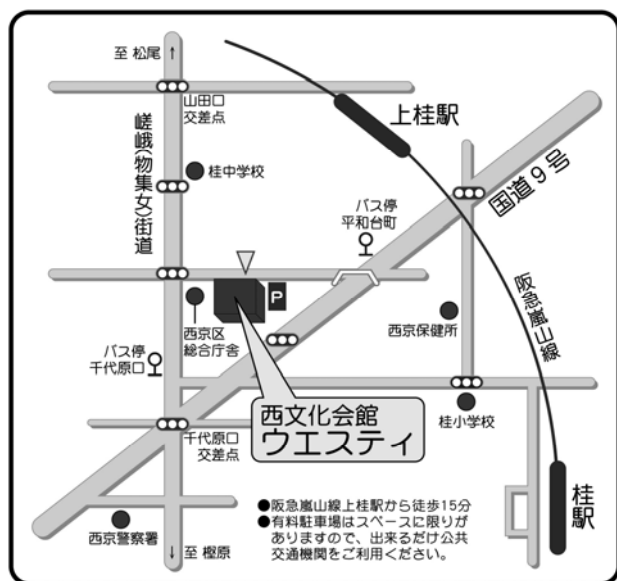 至 松尾
↑
山田口
交差点
上桂駅
嵯峨(物集女)街道
桂中学校
国道9号
バス停
平和台町
P
阪急嵐山線
西京区
総合庁舎
西京保健所
バス停
千代原口
西文化会館
ウエスティ
桂小学校
千代原口
交差点
桂駅
西京警察署
↓至 樫原
●阪急嵐山線上桂駅から徒歩15分
●有料駐車場はスペースに限りが
ありますので、出来るだけ公共
交通機関をご利用ください。